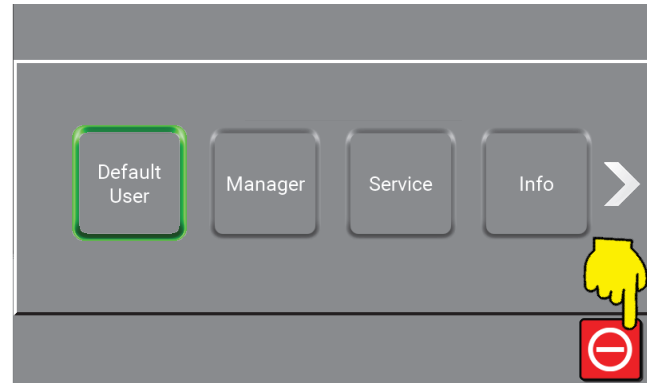 Default
User
Manager
Service
Info